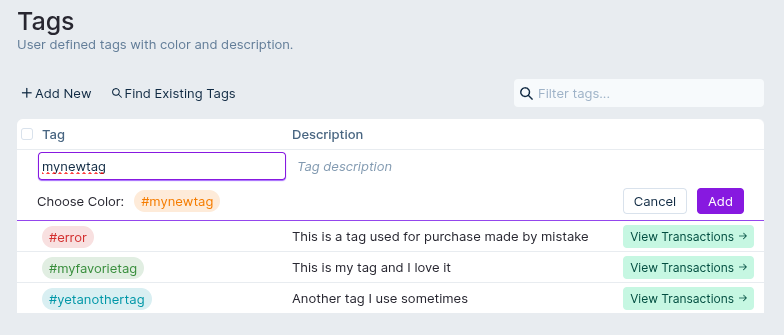 Tags
User defined tags with color and description.
+ Add New Find Existing Tags Filter tags...
Tag Description
mynewtag Tag description
Choose Color: #mynewtag Cancel Add
#error This is a tag used for purchase made by mistake View Transactions →
#myfavorietag This is my tag and I love it View Transactions →
#yetanothertag Another tag I use sometimes View Transactions →